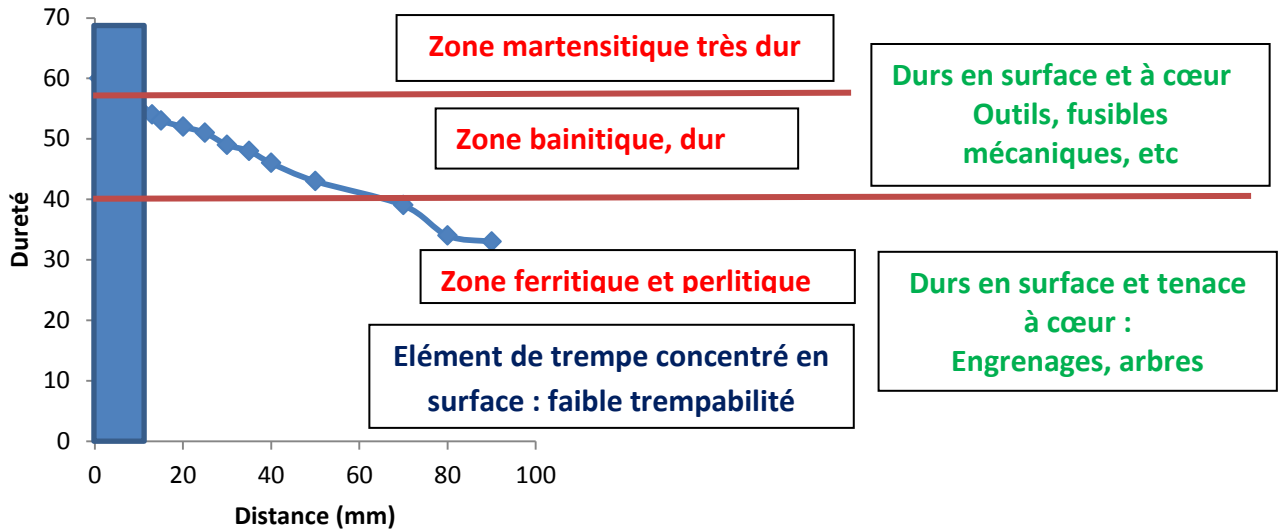 70
60
50
40
30
20
10
0
Dureté
0 20 40 60 80 100
Distance (mm)
Zone martensitique très dur
Zone bainitique, dur
Zone ferritique et perlitique
Elément de trempe concentré en
surface : faible trempabilité
Durs en surface et à cœur
Outils, fusibles
mécaniques, etc
Durs en surface et tenace
à cœur :
Engrenages, arbres